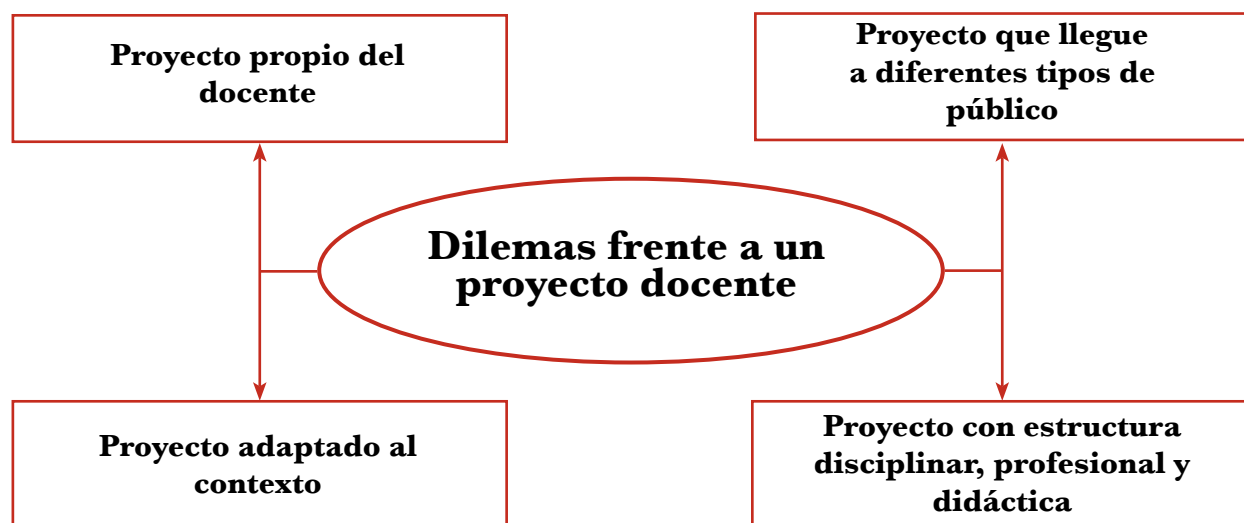 Proyecto propio del
docente
Proyecto que llegue
a diferentes tipos de
público
Dilemas frente a un
proyecto docente
Proyecto adaptado al
contexto
Proyecto con estructura
disciplinar, profesional y
didáctica